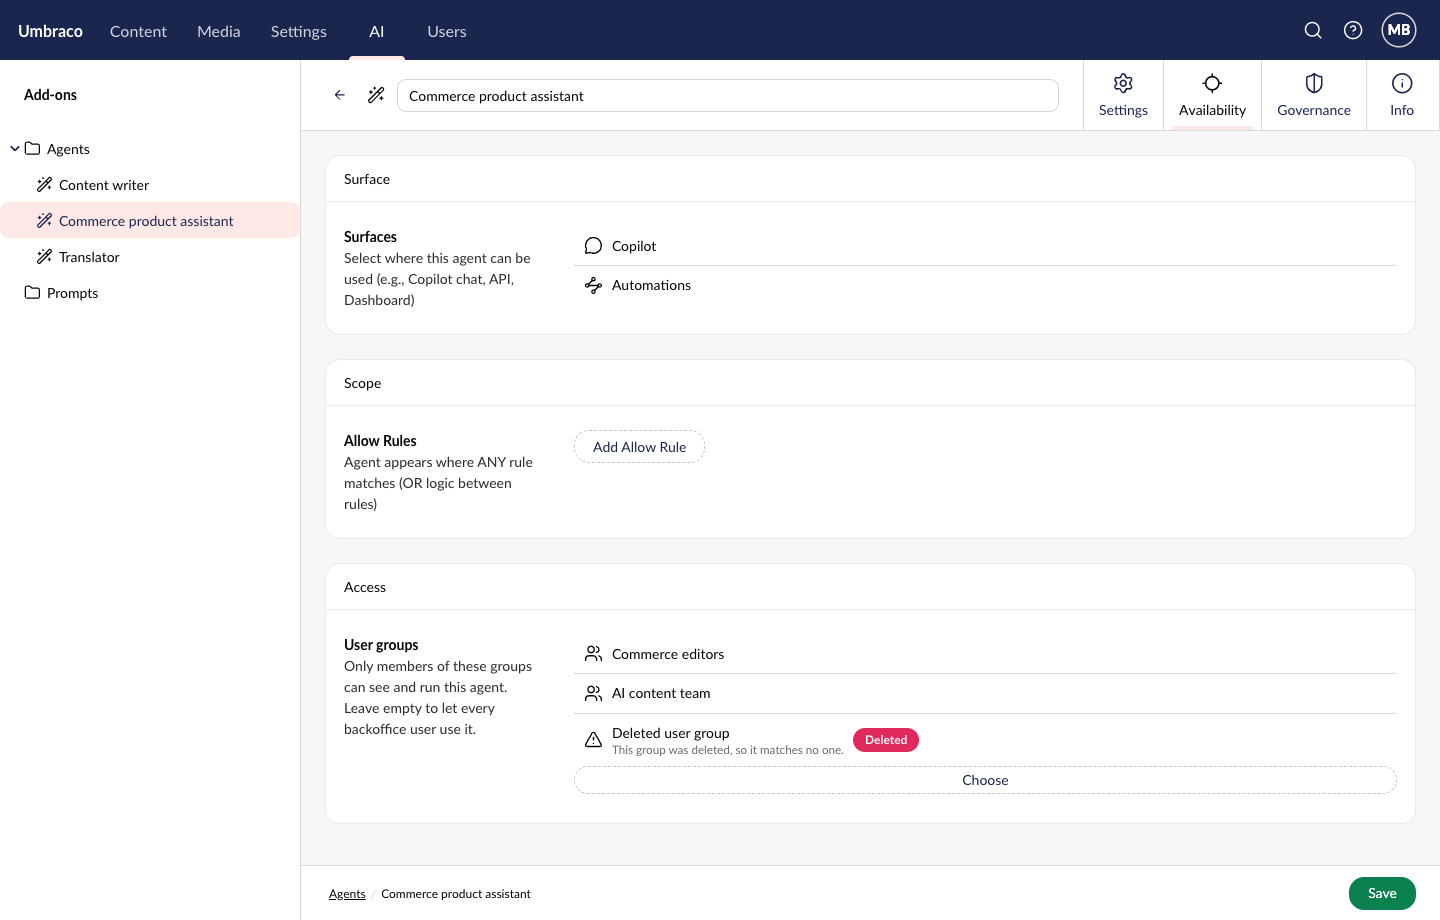 Umbraco
Content
Media
Settings
AI
Users
MB
Add-ons
Agents
Content writer
Commerce product assistant
Translator
Prompts
Commerce product assistant
Settings
Availability
Governance
Info
Surface
Surfaces
Select where this agent can be
used (e.g., Copilot chat, API,
Dashboard)
Copilot
Automations
Scope
Allow Rules
Agent appears where ANY rule
matches (OR logic between
rules)
Add Allow Rule
Access
User groups
Only members of these groups
can see and run this agent.
Leave empty to let every
backoffice user use it.
Commerce editors
AI content team
Deleted user group
This group was deleted, so it matches no one.
Deleted
Choose
Agents / Commerce product assistant
Save